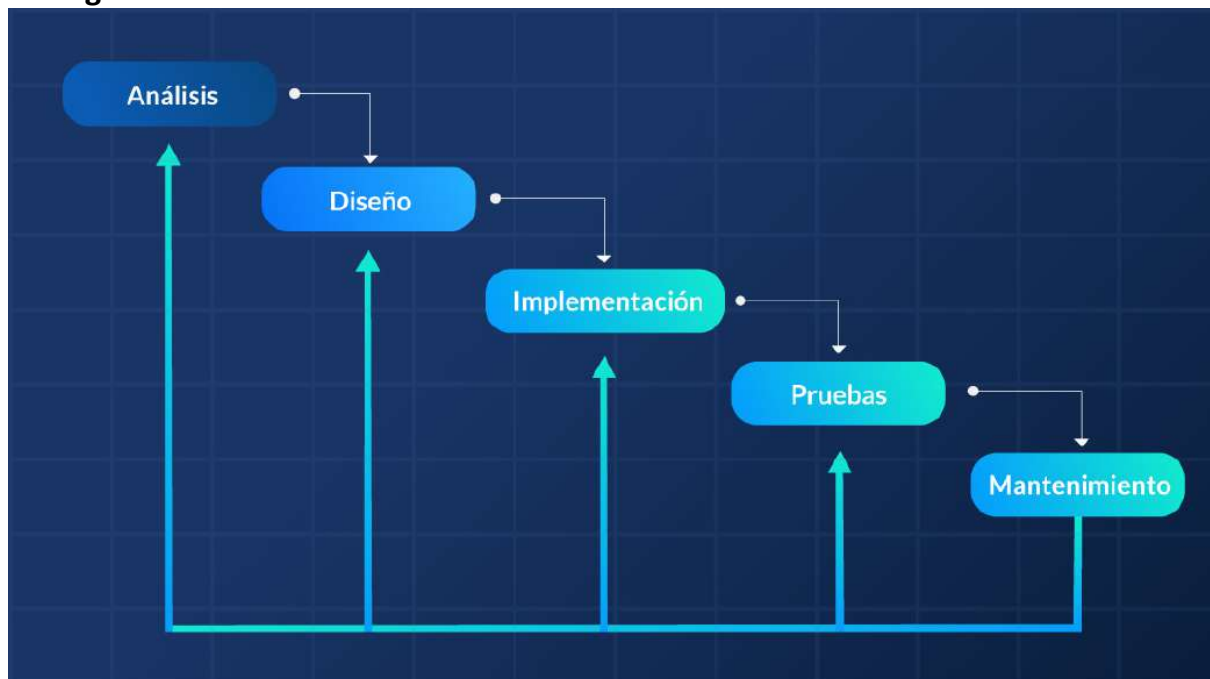 Análisis
Diseño
Implementación
Pruebas
Mantenimiento